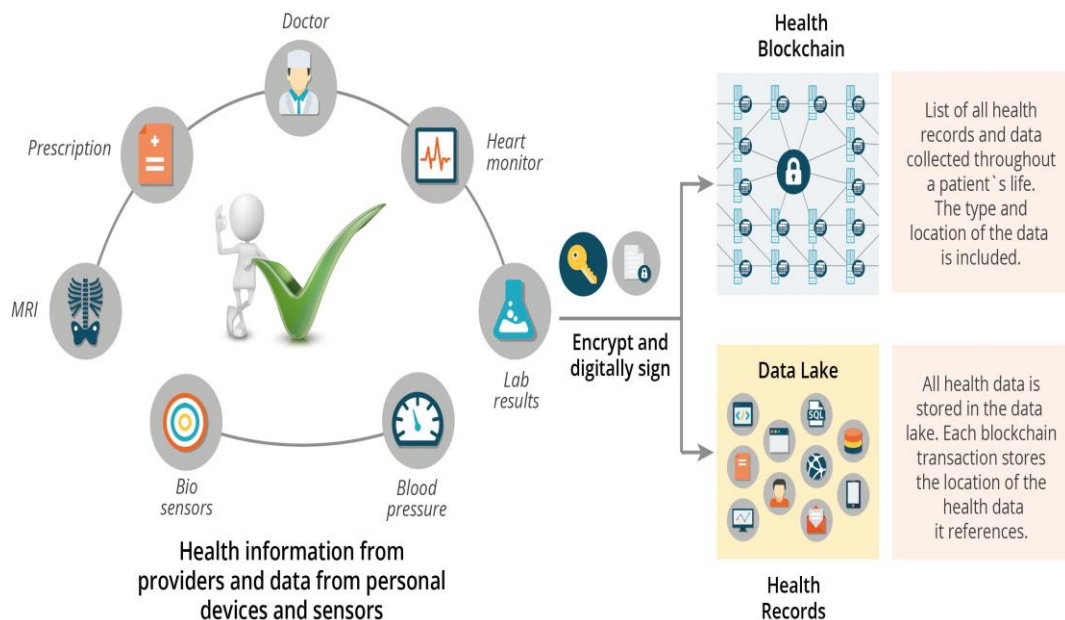 Doctor
Prescription
Heart
monitor
MRI
Lab
results
Bio
sensors
Blood
pressure
Health information from
providers and data from personal
devices and sensors
Encrypt and
digitally sign
Health
Blockchain
List of all health
records and data
collected throughout
a patient`s life.
The type and
location of the data
is included.
Data Lake
SQL
Health
Records
All health data is
stored in the data
lake. Each blockchain
transaction stores
the location of the
health data
it references.